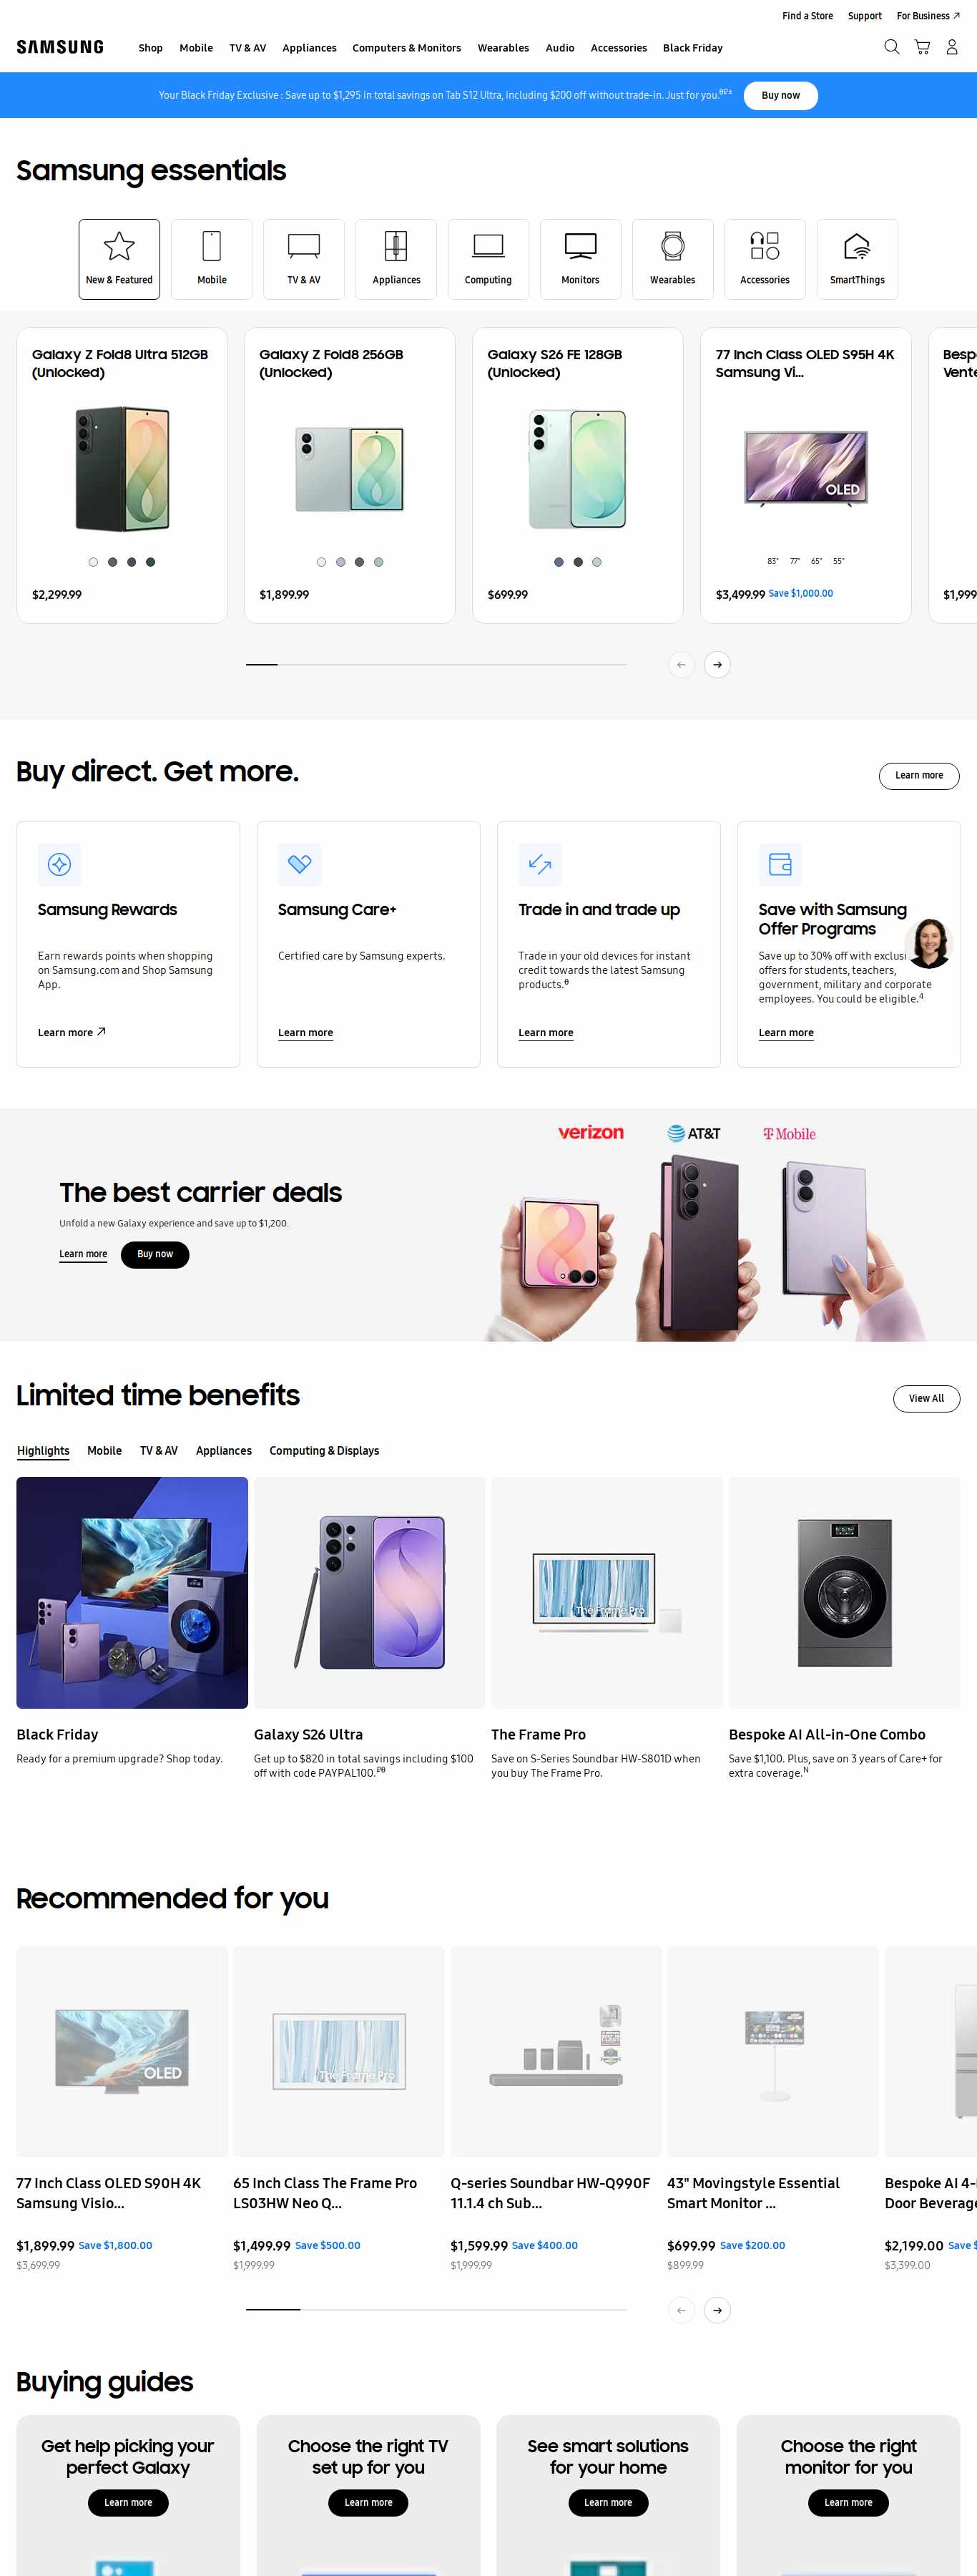 Find a Store Support For Business
SAMSUNG
Shop Mobile TV & AV Appliances Computers & Monitors Wearables Audio Accessories Black Friday
Your Black Friday Exclusive : Save up to $1,295 in total savings on Tab S12 Ultra, including $200 off without trade-in. Just for you.
Buy now
Samsung essentials
New & Featured Mobile TV & AV Appliances Computing Monitors Wearables Accessories SmartThings
Galaxy Z Fold8 Ultra 512GB
(Unlocked)
$2,299.99
Galaxy Z Fold8 256GB
(Unlocked)
$1,899.99
Galaxy S26 FE 128GB
(Unlocked)
$699.99
77 Inch Class OLED S95H 4K
Samsung Vi...
OLED
83" 77" 65" 55"
$3,499.99 Save $1,000.00
Besp
Vente
$1,999
Buy direct. Get more.
Learn more
Samsung Rewards
Earn rewards points when shopping
on Samsung.com and Shop Samsung
App.
Learn more
Samsung Care+
Certified care by Samsung experts.
Learn more
Trade in and trade up
Trade in your old devices for instant
credit towards the latest Samsung
products.θ
Learn more
Save with Samsung
Offer Programs
Save up to 30% off with exclusi
offers for students, teachers,
government, military and corporate
employees. You could be eligible.4
Learn more
verizon AT&T T Mobile
The best carrier deals
Unfold a new Galaxy experience and save up to $1,200.
Learn more Buy now
Limited time benefits
View All
Highlights Mobile TV & AV Appliances Computing & Displays
The Frame Pro
Black Friday
Ready for a premium upgrade? Shop today.
Galaxy S26 Ultra
Get up to $820 in total savings including $100
off with code PAYPAL100.
The Frame Pro
Save on S-Series Soundbar HW-S801D when
you buy The Frame Pro.
Bespoke AI All-in-One Combo
Save $1,100. Plus, save on 3 years of Care+ for
extra coverage.N
Recommended for you
OLED
77 Inch Class OLED S90H 4K
Samsung Visio...
$1,899.99 Save $1,800.00
$3,699.99
The Frame Pro
65 Inch Class The Frame Pro
LS03HW Neo Q...
$1,499.99 Save $500.00
$1,999.99
Q-series Soundbar HW-Q990F
11.1.4 ch Sub...
$1,599.99 Save $400.00
$1,999.99
43" Movingstyle Essential
Smart Monitor ...
$699.99 Save $200.00
$899.99
Bespoke AI 4-
Door Beverage
$2,199.00 Save $
$3,399.00
Buying guides
Get help picking your
perfect Galaxy
Learn more
Choose the right TV
set up for you
Learn more
See smart solutions
for your home
Learn more
Choose the right
monitor for you
Learn more